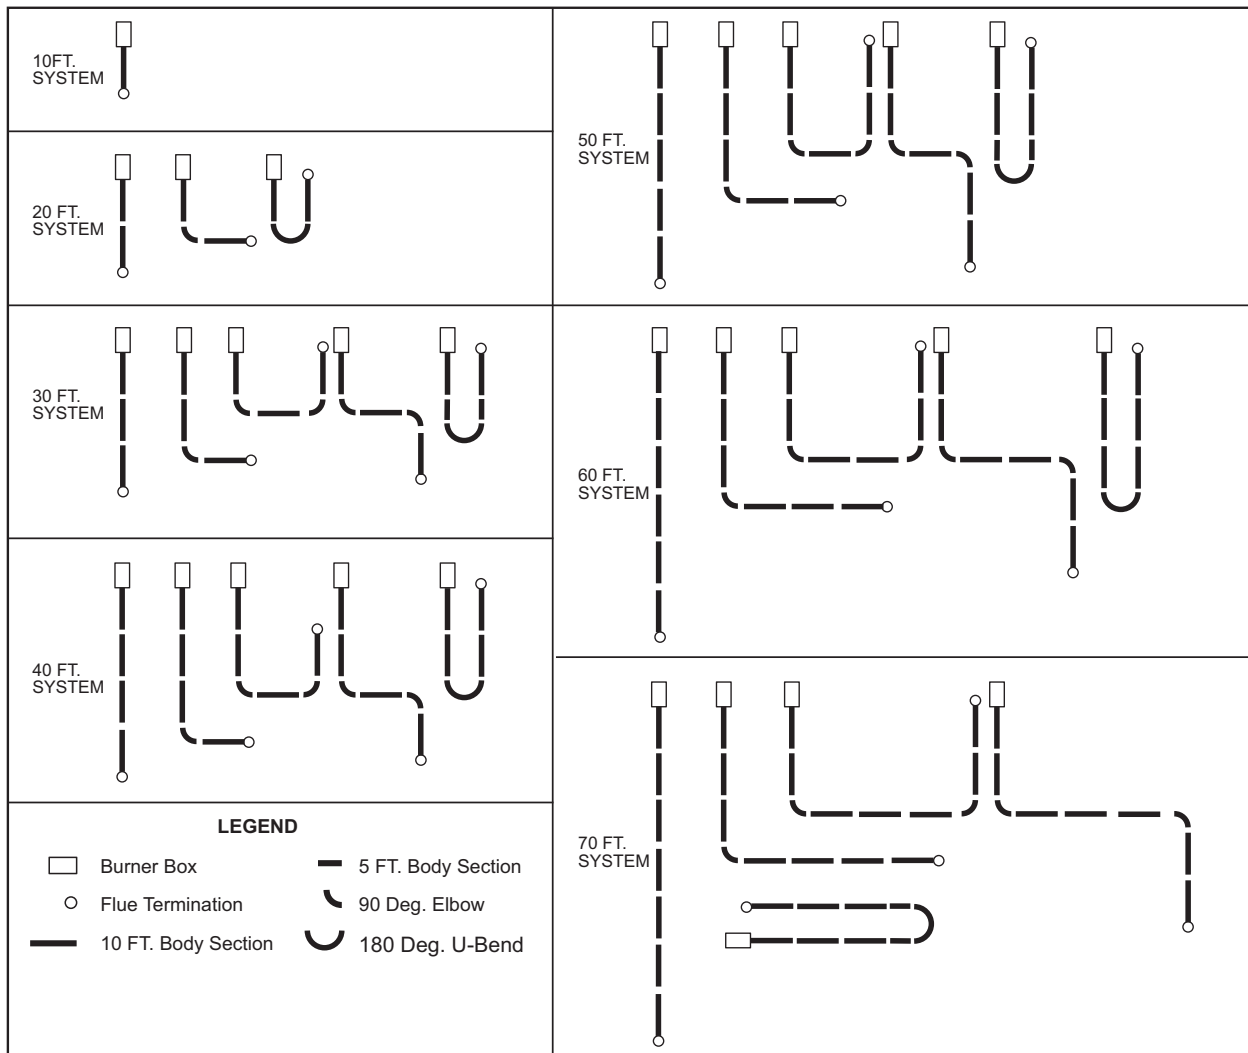 10FT.
SYSTEM
20 FT.
SYSTEM
30 FT.
SYSTEM
40 FT.
SYSTEM
LEGEND
Burner Box
5 FT. Body Section
Flue Termination
90 Deg. Elbow
10 FT. Body Section
180 Deg. U-Bend
50 FT.
SYSTEM
60 FT.
SYSTEM
70 FT.
SYSTEM